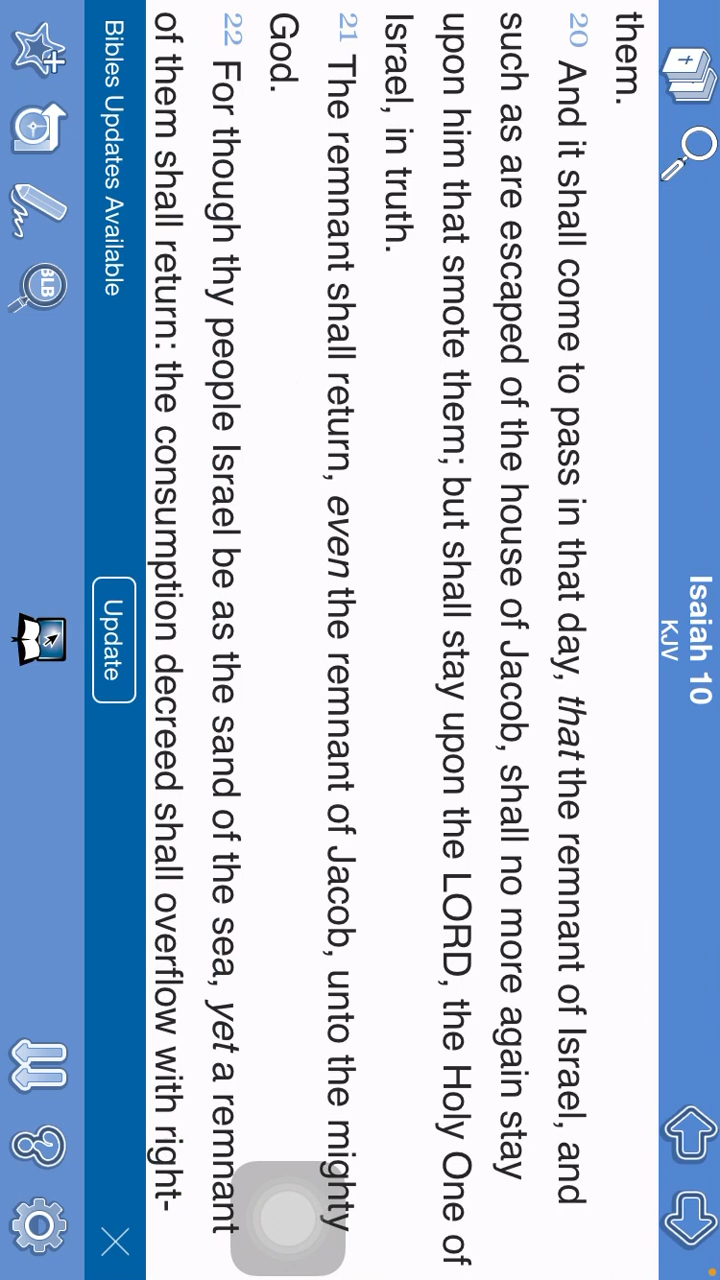 Isaiah 10
KJV
them.
20 And it shall come to pass in that day, that the remnant of Israel, and
such as are escaped of the house of Jacob, shall no more again stay
upon him that smote them; but shall stay upon the LORD, the Holy One of
Israel, in truth.
21 The remnant shall return, even the remnant of Jacob, unto the mighty
God.
22 For though thy people Israel be as the sand of the sea, yet a remnant
of them shall return: the consumption decreed shall overflow with right-
Bibles Updates Available
Update
BLB